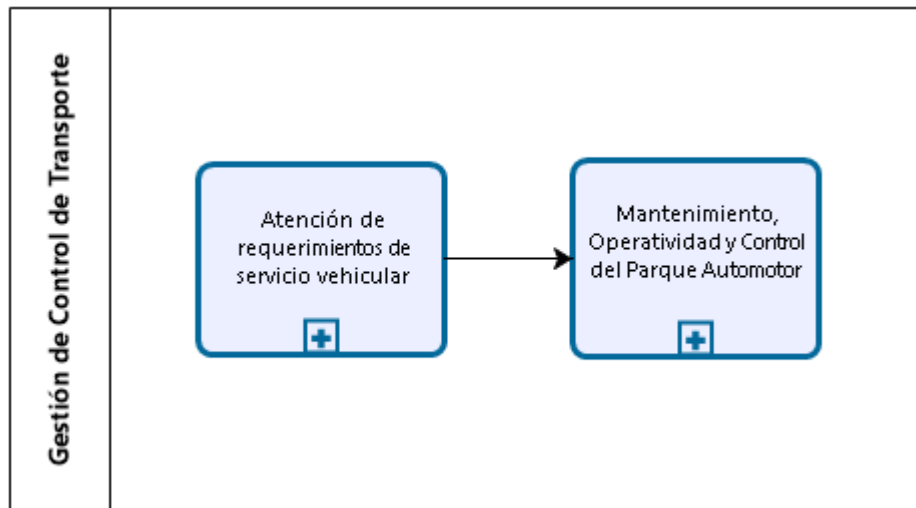 Gestión de Control de Transporte
Atención de
requerimientos de
servicio vehicular
Mantenimiento,
Operatividad y Control
del Parque Automotor